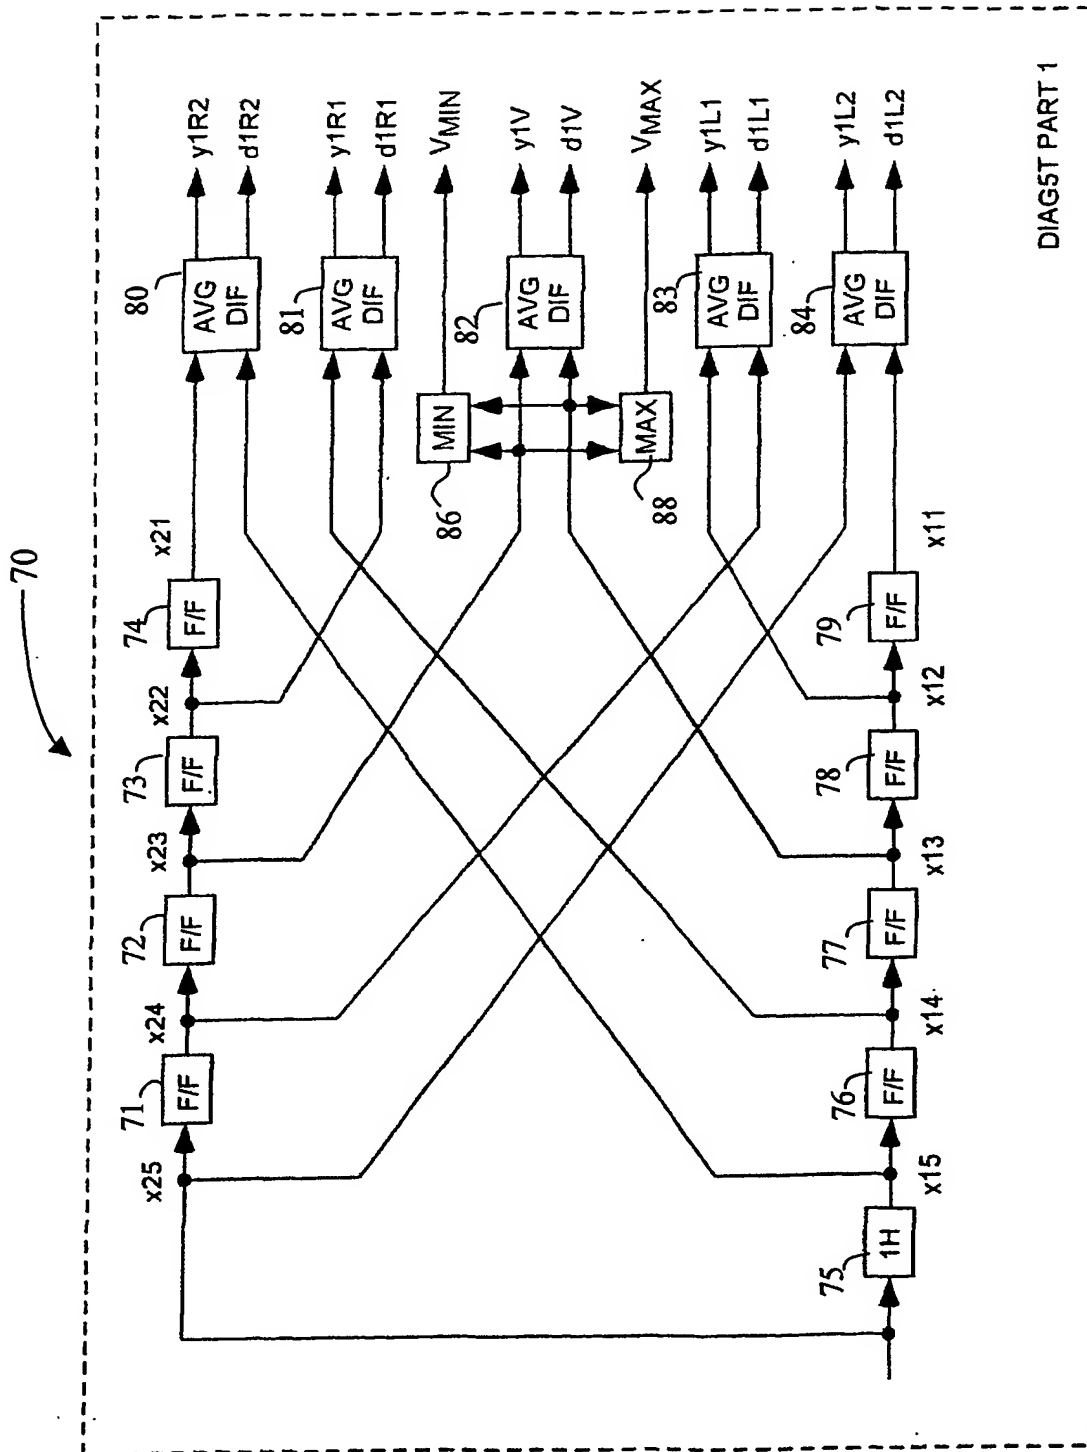 70
80
AVG
DIF
y1R2
d1R2
74
F/F
x21
81
AVG
DIF
y1R1
d1R1
73
F/F
x22
86
MIN
VMIN
72
F/F
x23
82
AVG
DIF
y1V
d1V
71
F/F
x24
x25
88
MAX
VMAX
83
AVG
DIF
y1L1
d1L1
84
AVG
DIF
y1L2
d1L2
75
1H
x15
76
F/F
x14
77
F/F
x13
78
F/F
x12
79
F/F
x11
DIAG5T PART 1